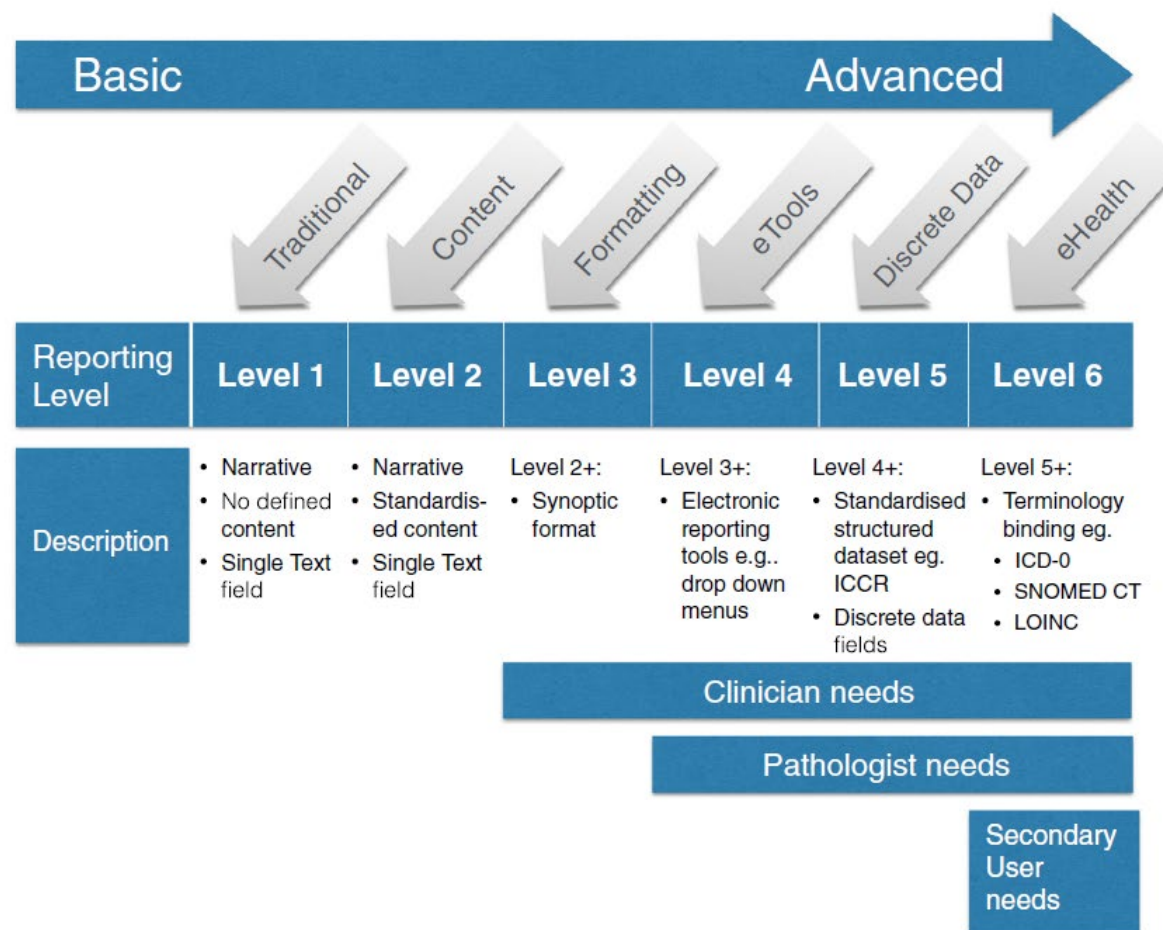 Basic
Advanced
Traditional
Content
Formatting
eTools
Discrete Data
eHealth
Reporting
Level
Level 1
Level 2
Level 3
Level 4
Level 5
Level 6
Description
• Narrative
• No defined
content
• Single Text
field
• Narrative
• Standardis-
ed content
• Single Text
field
Level 2+:
• Synoptic
format
Level 3+:
• Electronic
reporting
tools e.g..
drop down
menus
Level 4+:
• Standardised
structured
dataset eg.
ICCR
• Discrete data
fields
Level 5+:
• Terminology
binding eg.
• ICD-0
• SNOMED CT
• LOINC
Clinician needs
Pathologist needs
Secondary
User
needs